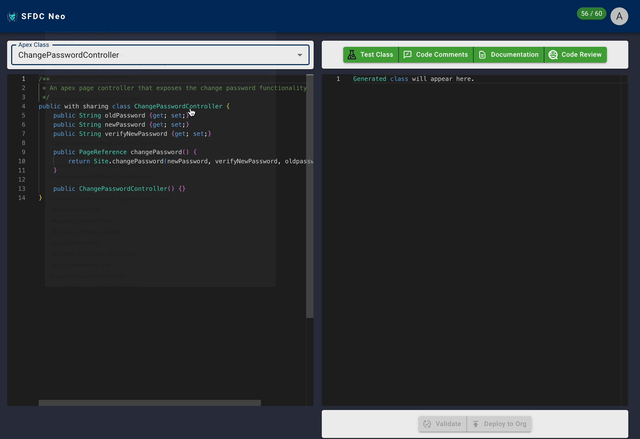 SFDC Neo
56 / 60
A
Apex Class
ChangePasswordController
Test Class
Code Comments
Documentation
Code Review
1 /**
2 * An apex page controller that exposes the change password functionality
3 */
4 public with sharing class ChangePasswordController {
5 public String oldPassword {get; set;}
6 public String newPassword {get; set;}
7 public String verifyNewPassword {get; set;}
8
9 public PageReference changePassword() {
10 return Site.changePassword(newPassword, verifyNewPassword, oldpassw
11 }
12
13 public ChangePasswordController() {}
14 }
1 Generated class will appear here.
Validate
Deploy to Org